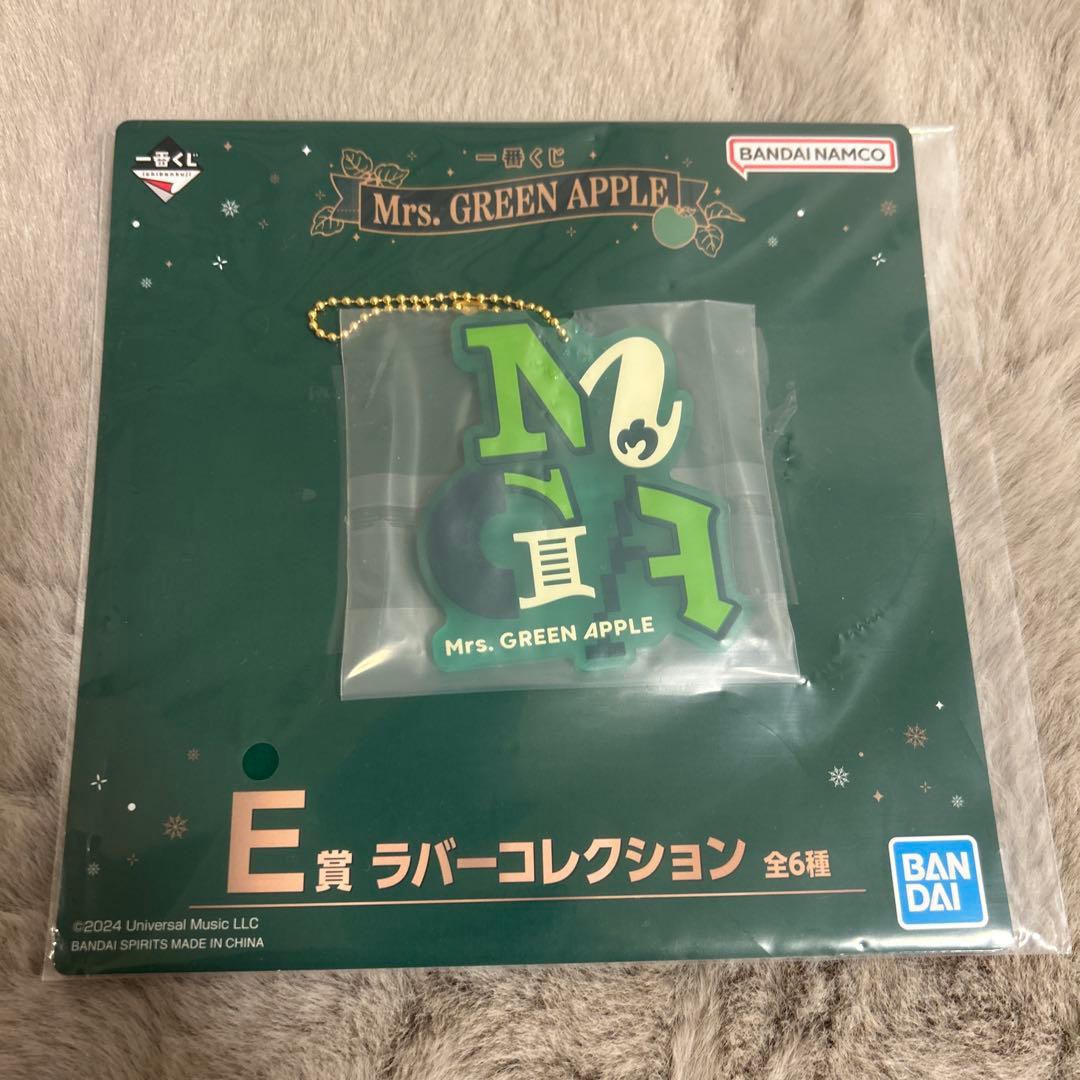 一番くじ
ichibankuji
一番くじ
Mrs. GREEN APPLE
BANDAI NAMCO
M
G
Mrs. GREEN APPLE
E賞 ラバーコレクション 全6種
©2024 Universal Music LLC
BANDAI SPIRITS MADE IN CHINA
BAN
DAI